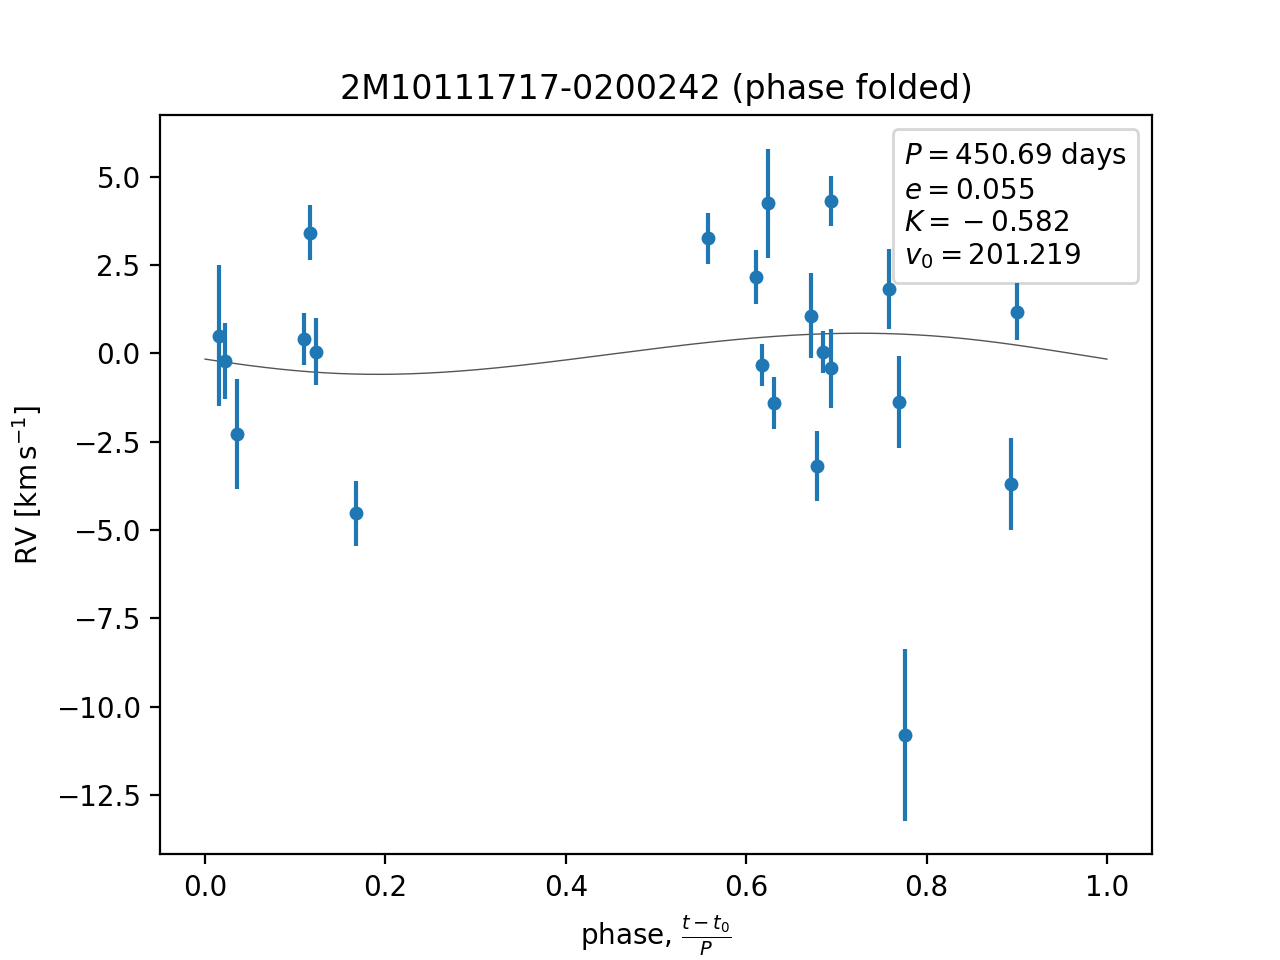 2M10111717-0200242 (phase folded)
P = 450.69 days
e = 0.055
K = −0.582
v₀ = 201.219
5.0
2.5
0.0
−2.5
−5.0
−7.5
−10.0
−12.5
RV [km s⁻¹]
0.0 0.2 0.4 0.6 0.8 1.0
phase, (t − t₀)/P